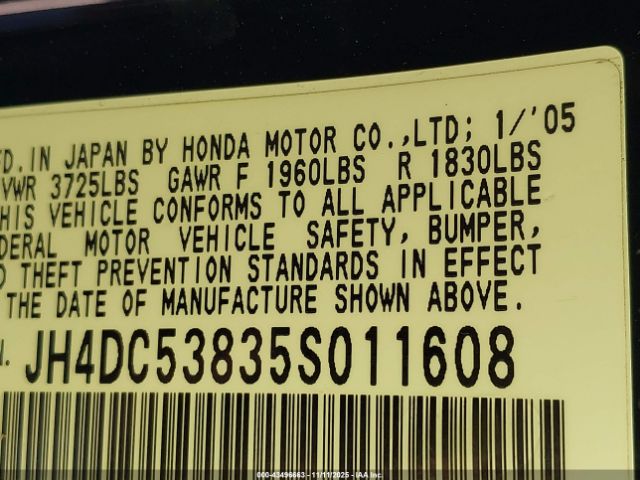 FD. IN JAPAN BY HONDA MOTOR CO.,LTD; 1/'05
VWR 3725LBS GAWR F 1960LBS R 1830LBS
HIS VEHICLE CONFORMS TO ALL APPLICABLE
DERAL MOTOR VEHICLE SAFETY, BUMPER,
D THEFT PREVENTION STANDARDS IN EFFECT
THE DATE OF MANUFACTURE SHOWN ABOVE.
N. JH4DC53835S011608
000-43496663 - 11/11/2025 - IAA Inc.